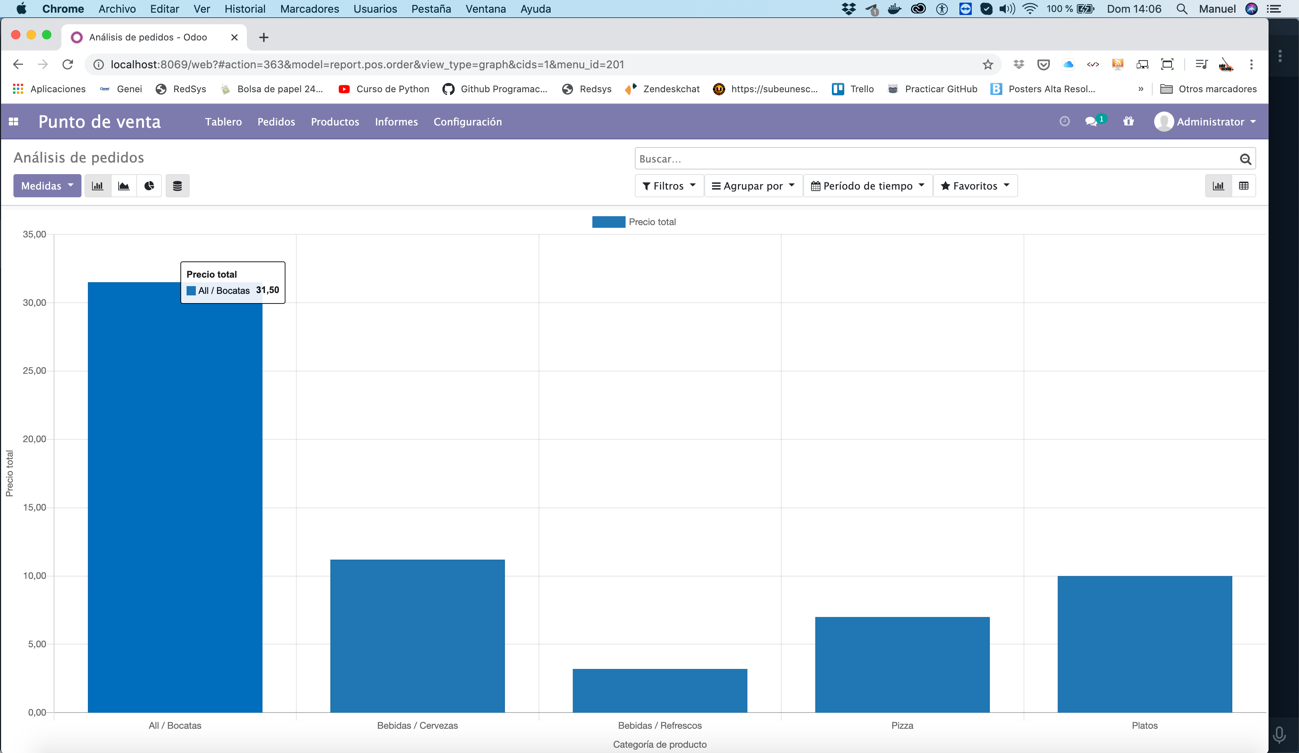 Chrome Archivo Editar Ver Historial Marcadores Usuarios Pestaña Ventana Ayuda 100 % Dom 14:06 Manuel
Análisis de pedidos - Odoo
localhost:8069/web?#action=363&model=report.pos.order&view_type=graph&cids=1&menu_id=201
Aplicaciones Genei RedSys Bolsa de papel 24... Curso de Python Github Programac... Redsys Zendeskchat https://subeunesc... Trello Practicar GitHub Posters Alta Resol... » Otros marcadores
Punto de venta Tablero Pedidos Productos Informes Configuración 1 Administrator
Análisis de pedidos
Buscar...
Medidas
Filtros Agrupar por Período de tiempo Favoritos
Precio total
35,00
Precio total
All / Bocatas 31,50
30,00
25,00
20,00
Precio total
15,00
10,00
5,00
0,00
All / Bocatas Bebidas / Cervezas Bebidas / Refrescos Pizza Platos
Categoría de producto